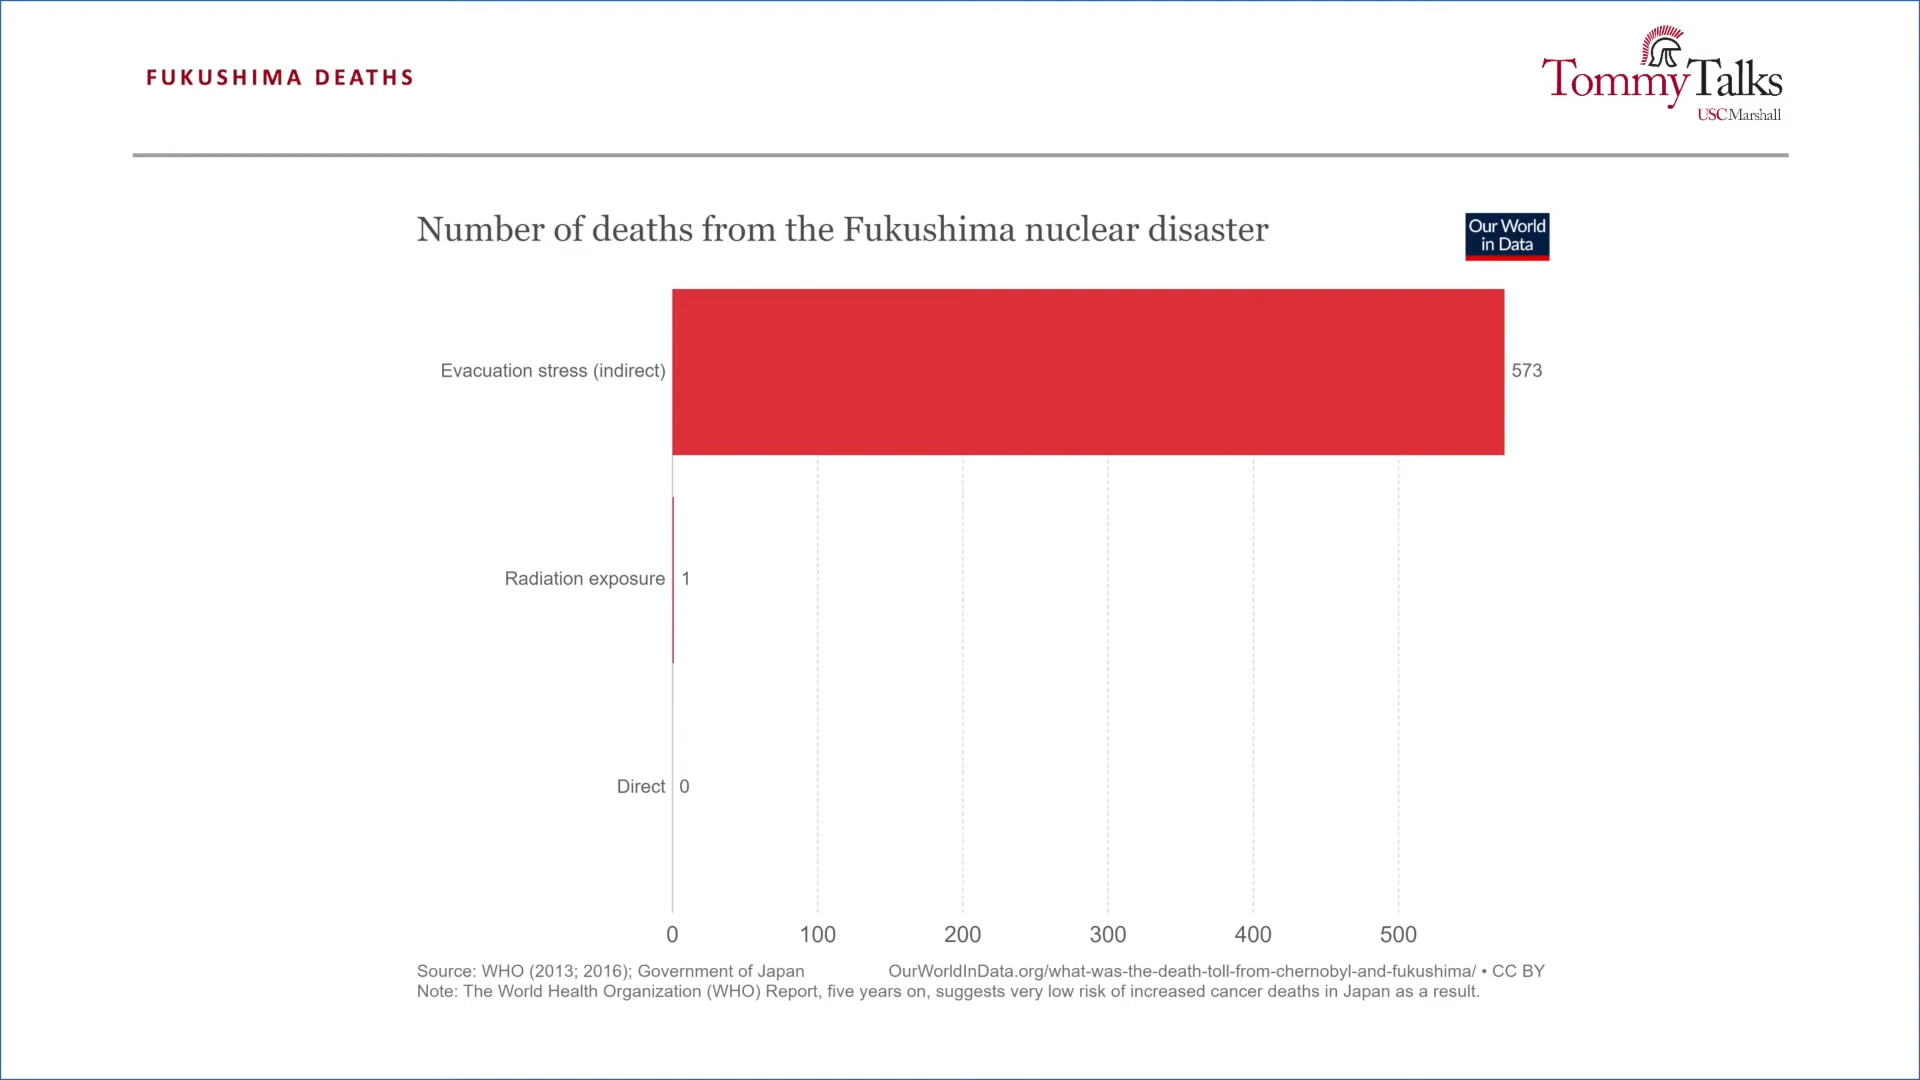 FUKUSHIMA DEATHS
TommyTalks
USC Marshall
Number of deaths from the Fukushima nuclear disaster
Our World
in Data
Evacuation stress (indirect)
573
Radiation exposure
1
Direct
0
0 100 200 300 400 500
Source: WHO (2013; 2016); Government of Japan OurWorldInData.org/what-was-the-death-toll-from-chernobyl-and-fukushima/ • CC BY
Note: The World Health Organization (WHO) Report, five years on, suggests very low risk of increased cancer deaths in Japan as a result.